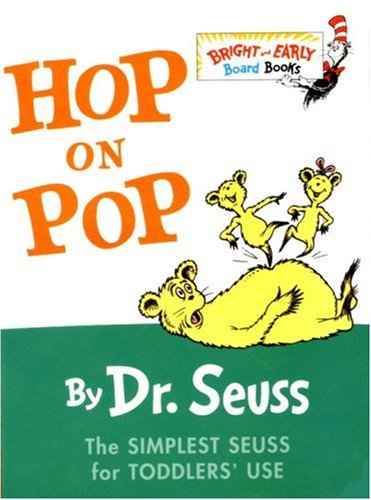 HOP
ON
POP
BRIGHT and EARLY
Board Books
By Dr. Seuss
The SIMPLEST SEUSS
for TODDLERS' USE